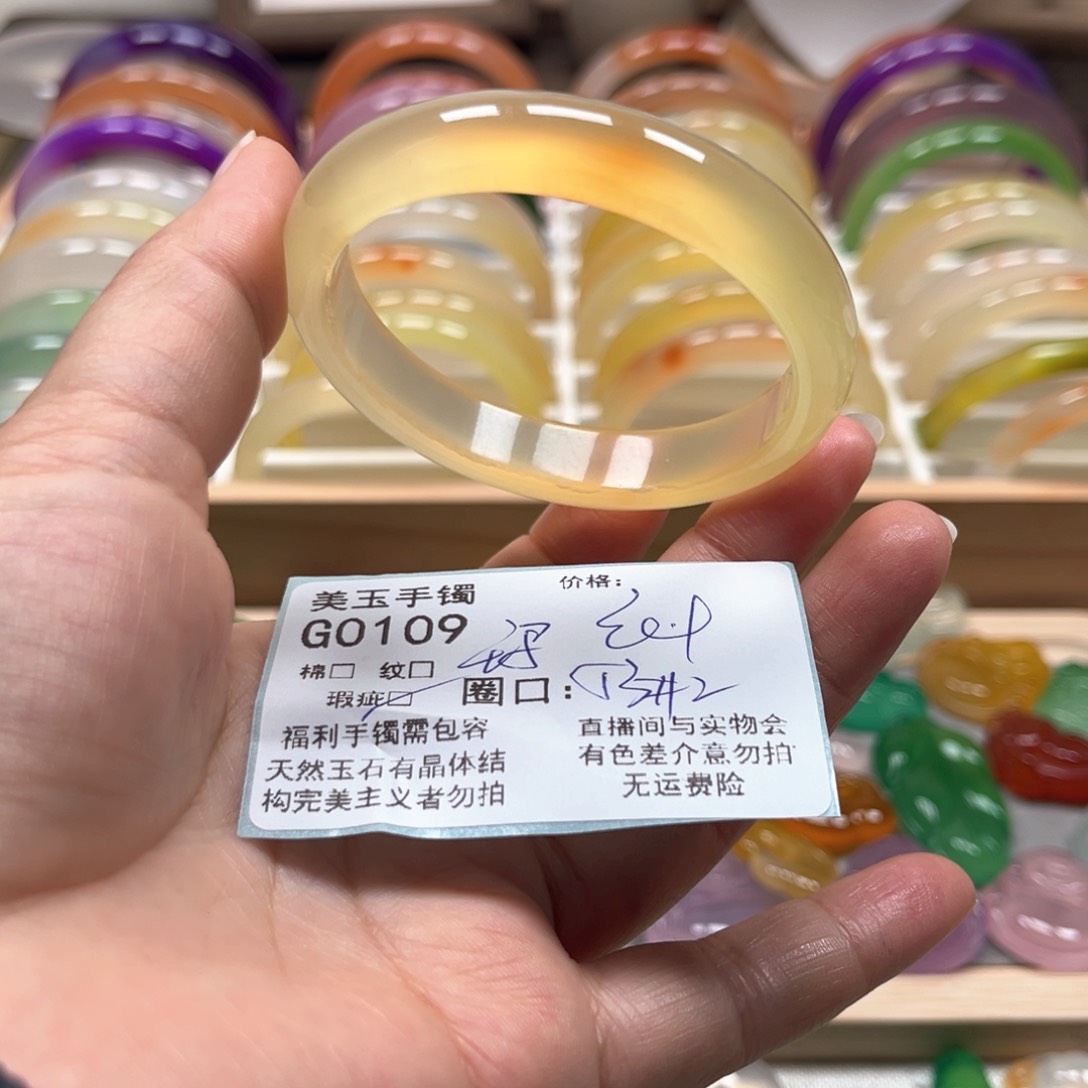 美玉手镯
价格：
G0109
棉□ 纹□
瑕疵□
圈口：
福利手镯需包容
天然玉石有晶体结
构完美主义者勿拍
直播间与实物会
有色差介意勿拍
无运费险